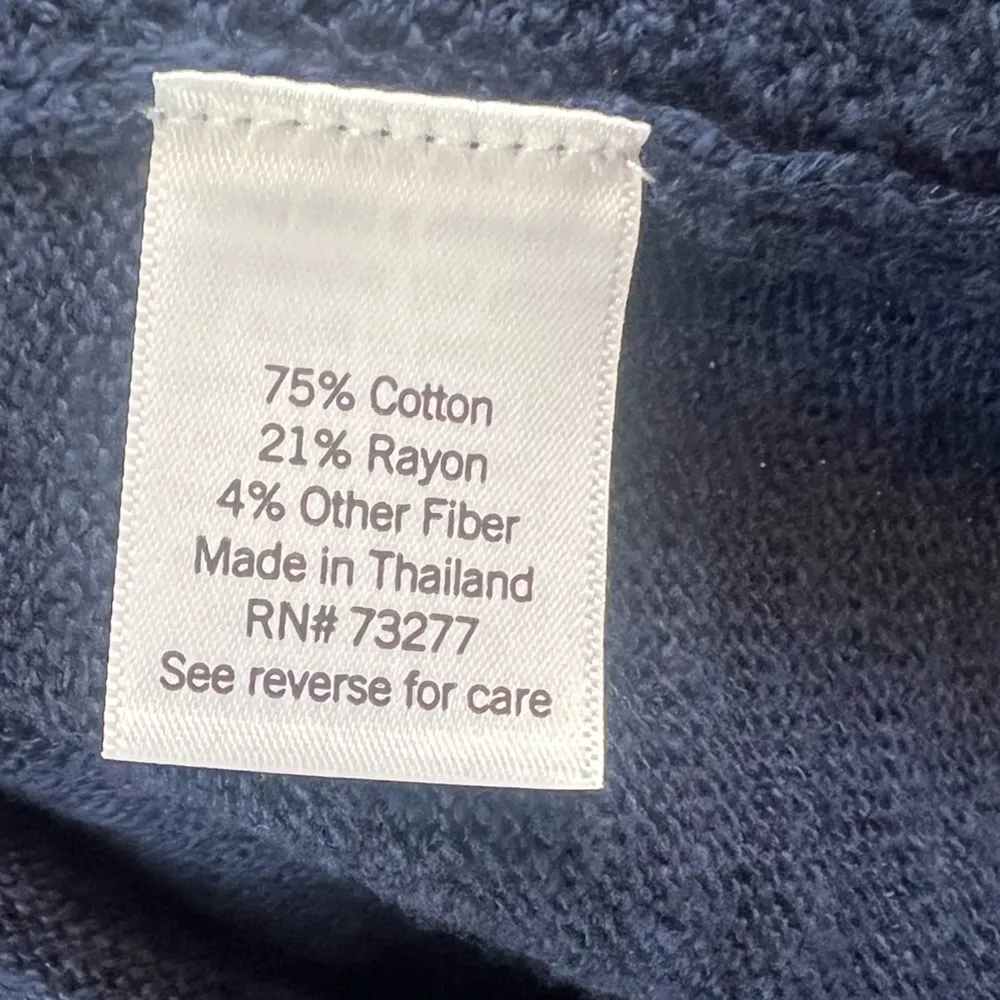 75% Cotton
21% Rayon
4% Other Fiber
Made in Thailand
RN# 73277
See reverse for care